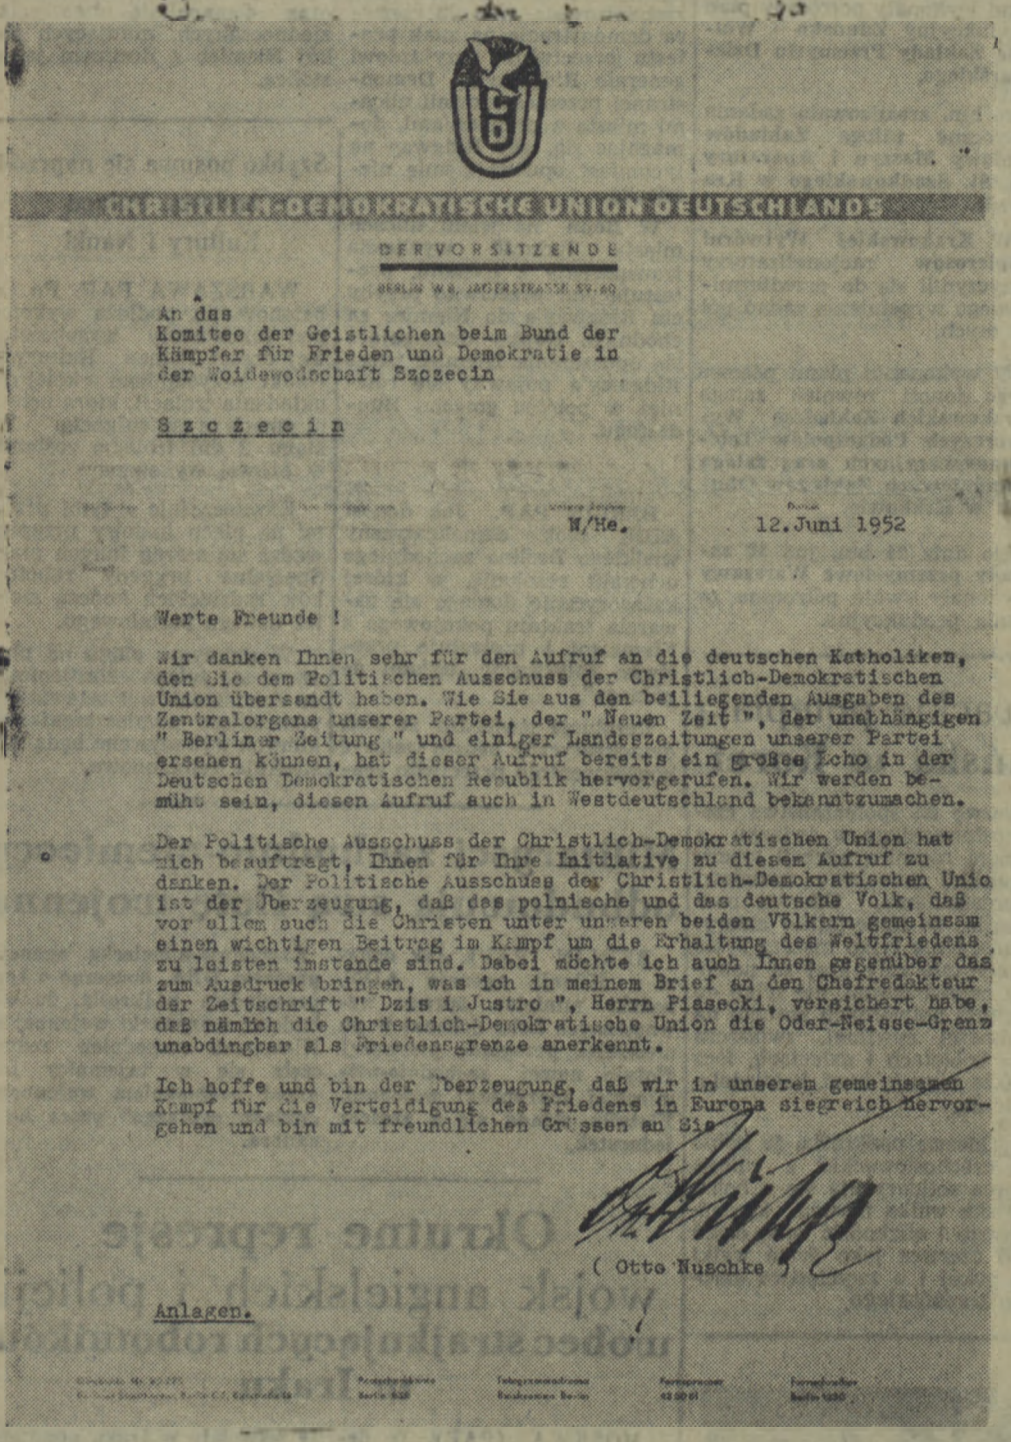 CD
CHRISTLICH-DEMOKRATISCHE UNION DEUTSCHLANDS
DER VORSITZENDE
BERLIN W 8, JÄGERSTRASSE 59-60
An das
Komitee der Geistlichen beim Bund der
Kämpfer für Frieden und Demokratie in
der Woidewodschaft Szczecin
Szczecin
W/He.
12.Juni 1952
Werte Freunde !
Wir danken Ihnen sehr für den Aufruf an die deutschen Katholiken,
den Sie dem Politischen Ausschuss der Christlich-Demokratischen
Union übersandt haben. Wie Sie aus den beiliegenden Ausgaben des
Zentralorgans unserer Partei, der " Neuen Zeit ", der unabhängigen
" Berliner Zeitung " und einiger Landeszeitungen unserer Partei
ersehen können, hat dieser Aufruf bereits ein großes Echo in der
Deutschen Demokratischen Republik hervorgerufen. Wir werden be-
müht sein, diesen Aufruf auch in Westdeutschland bekanntzumachen.
Der Politische Ausschuss der Christlich-Demokratischen Union hat
mich beauftragt, Ihnen für Ihre Initiative zu diesem Aufruf zu
danken. Der Politische Ausschuss der Christlich-Demokratischen Unio
ist der Überzeugung, daß das polnische und das deutsche Volk, daß
vor allem auch die Christen unter unseren beiden Völkern gemeinsam
einen wichtigen Beitrag im Kampf um die Erhaltung des Weltfriedens
zu leisten imstande sind. Dabei möchte ich auch Ihnen gegenüber das
zum Ausdruck bringen, was ich in meinem Brief an den Chefredakteur
der Zeitschrift " Dzis i Justro ", Herrn Piasecki, versichert habe,
daß nämlich die Christlich-Demokratische Union die Oder-Neisse-Grenz
unabdingbar als Friedensgrenze anerkennt.
Ich hoffe und bin der Überzeugung, daß wir in unserem gemeinsamen
Kampf für die Verteidigung des Friedens in Europa siegreich hervor-
gehen und bin mit freundlichen Grüssen an Sie
( Otto Nuschke )
Anlagen.